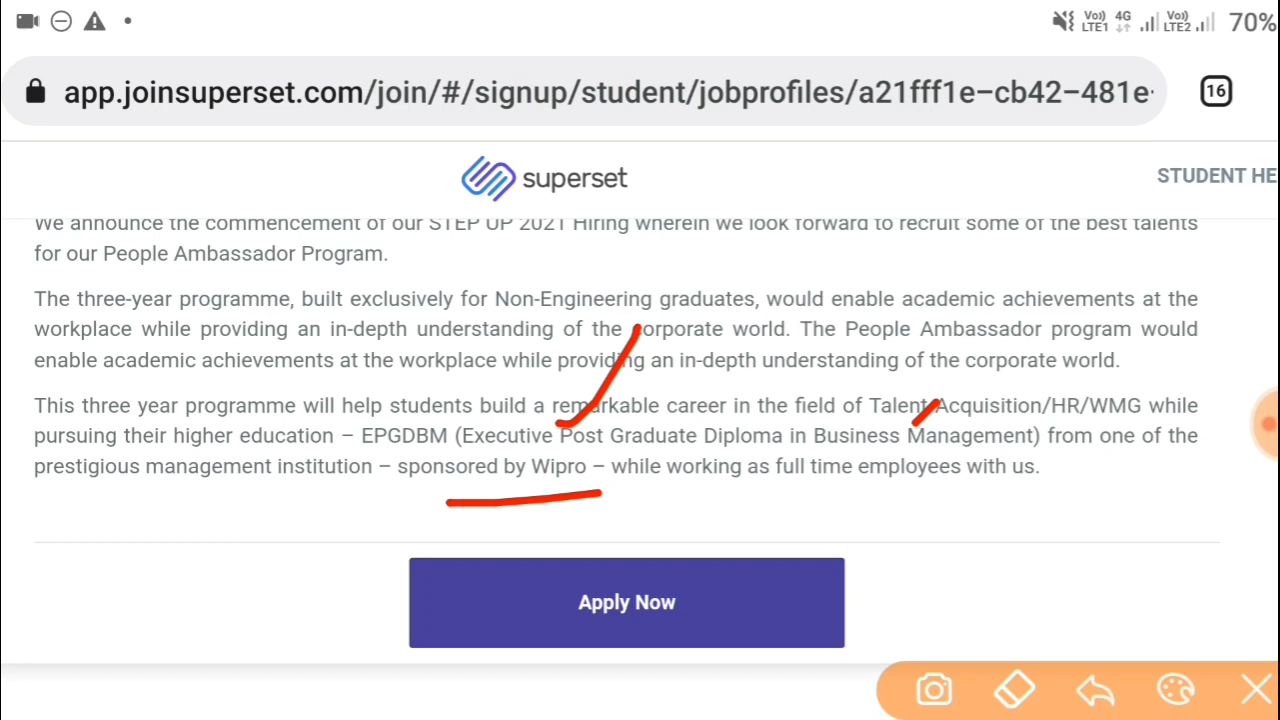 Vo)) 4G Vo)) 70%
LTE1 LTE2
app.joinsuperset.com/join/#/signup/student/jobprofiles/a21fff1e-cb42-481e- 16
superset STUDENT HE
We announce the commencement of our STEP UP 2021 Hiring wherein we look forward to recruit some of the best talents
for our People Ambassador Program.
The three-year programme, built exclusively for Non-Engineering graduates, would enable academic achievements at the
workplace while providing an in-depth understanding of the corporate world. The People Ambassador program would
enable academic achievements at the workplace while providing an in-depth understanding of the corporate world.
This three year programme will help students build a remarkable career in the field of Talent Acquisition/HR/WMG while
pursuing their higher education – EPGDBM (Executive Post Graduate Diploma in Business Management) from one of the
prestigious management institution – sponsored by Wipro – while working as full time employees with us.
Apply Now